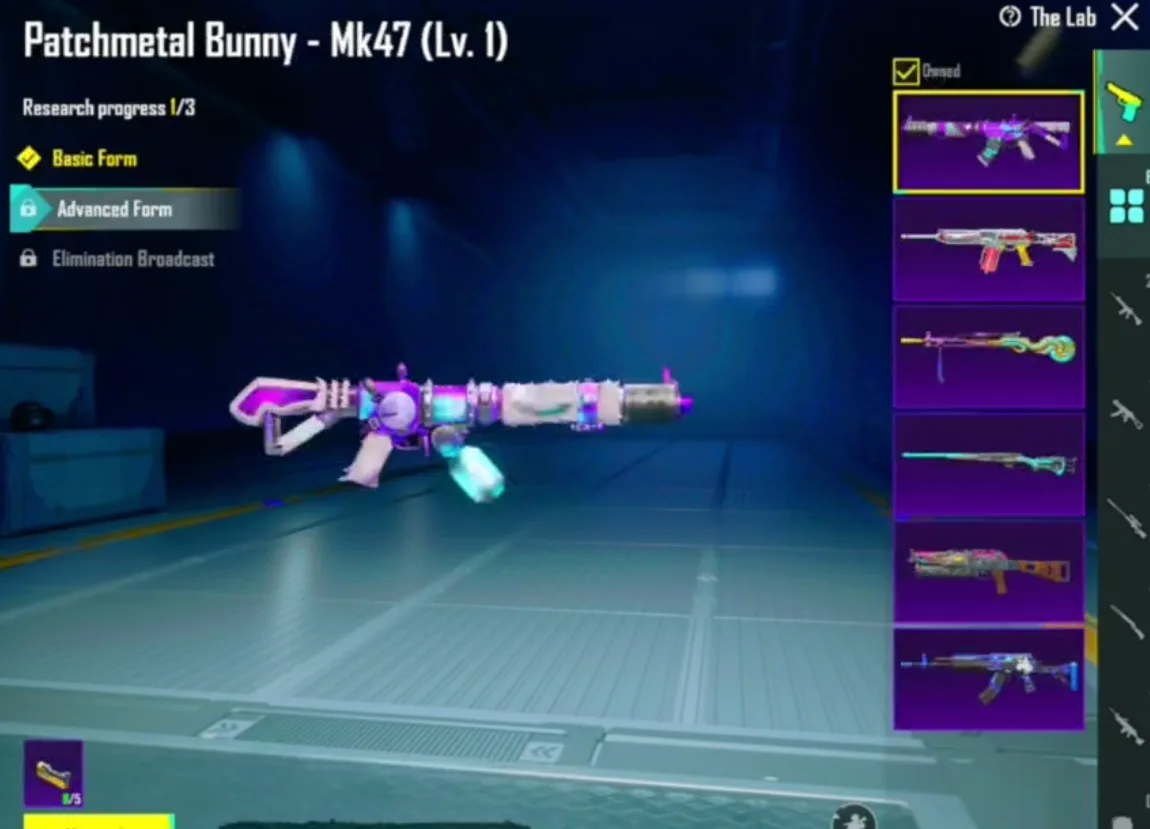 Patchmetal Bunny - Mk47 (Lv. 1)
The Lab
Owned
Research progress 1/3
Basic Form
Advanced Form
Elimination Broadcast